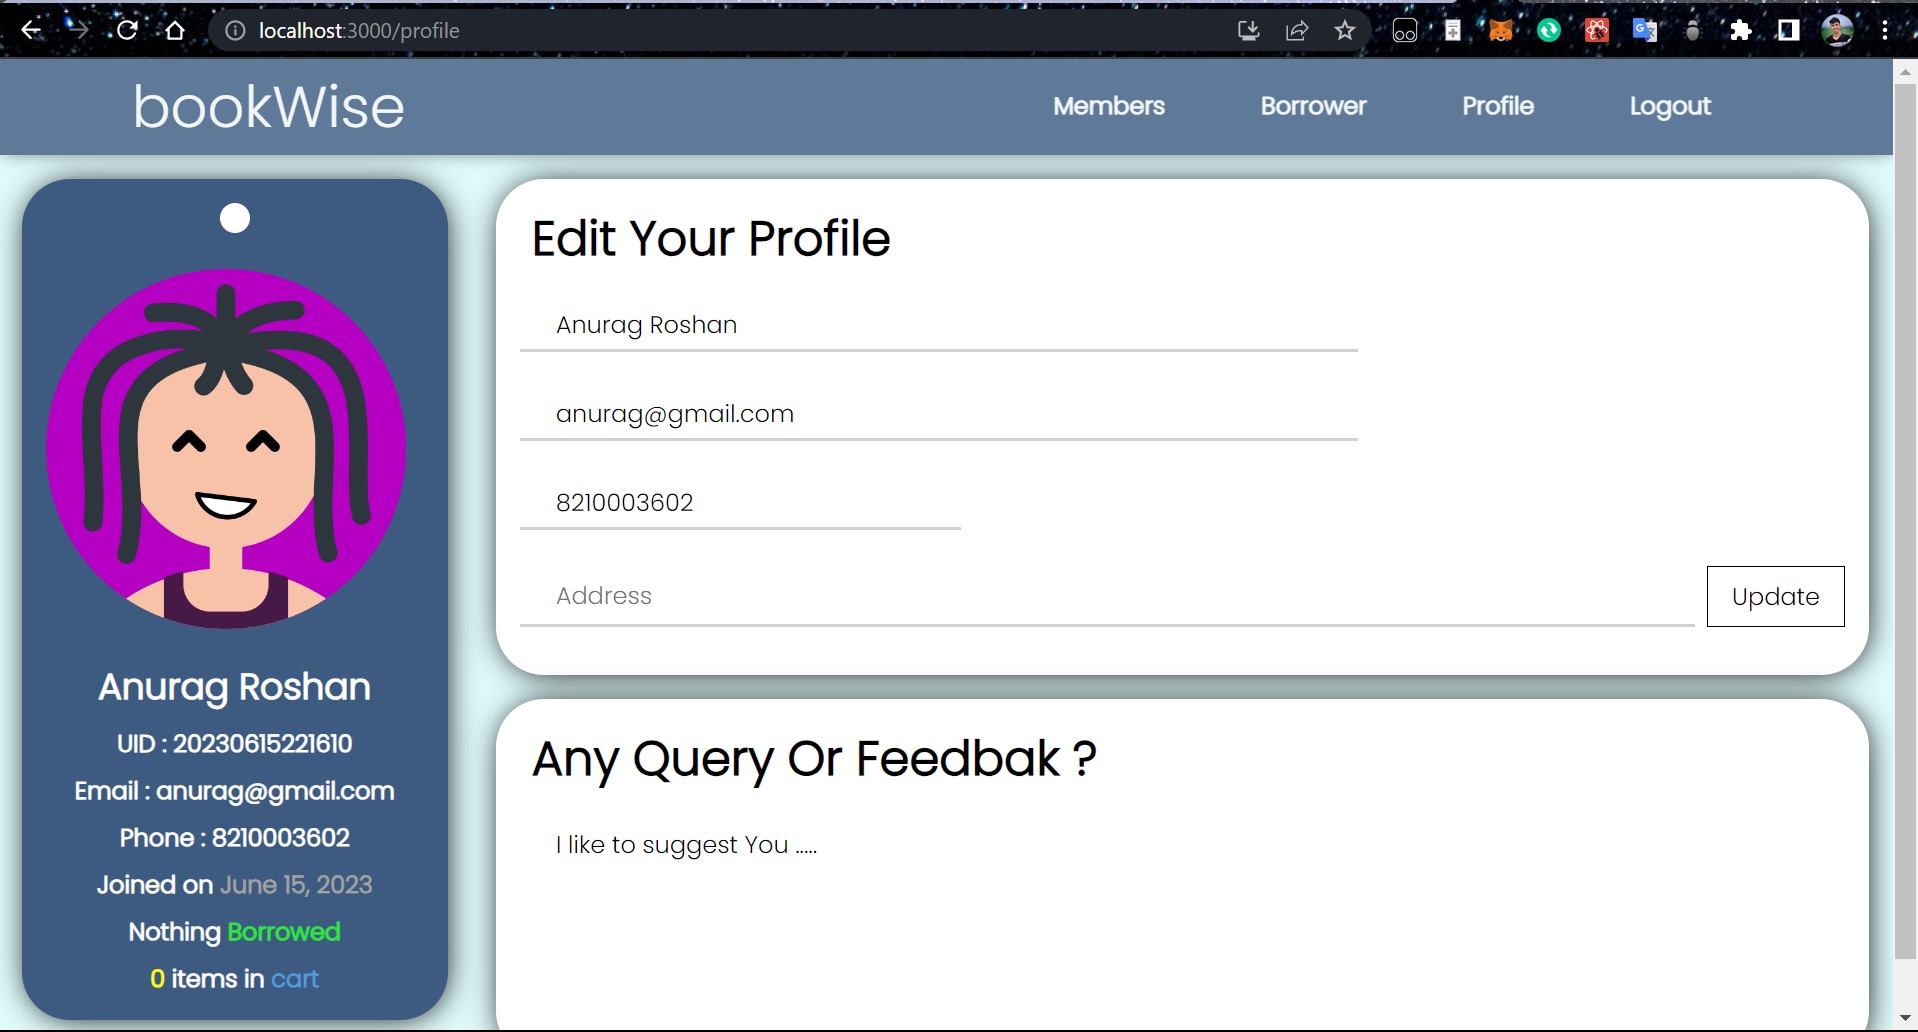 localhost:3000/profile
bookWise
Members Borrower Profile Logout
Anurag Roshan
UID : 20230615221610
Email : anurag@gmail.com
Phone : 8210003602
Joined on June 15, 2023
Nothing Borrowed
0 items in cart
Edit Your Profile
Anurag Roshan
anurag@gmail.com
8210003602
Address
Update
Any Query Or Feedbak ?
I like to suggest You .....